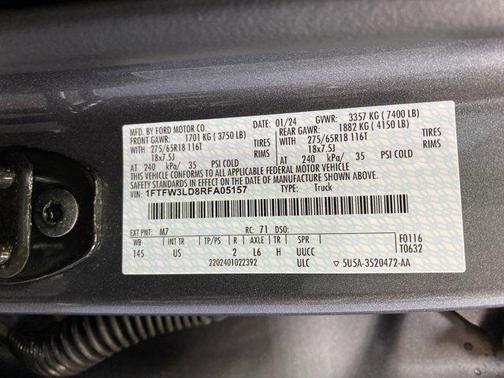 MFD. BY FORD MOTOR CO. 01/24 GVWR: 3357 KG ( 7400 LB)
FRONT GAWR: 1701 KG ( 3750 LB) REAR GAWR: 1882 KG ( 4150 LB)
WITH 275/65R18 116T TIRES WITH 275/65R18 116T TIRES
18x7.5J RIMS 18x7.5J RIMS
AT 240 kPa/ 35 PSI COLD AT 240 kPa/ 35 PSI COLD
THIS VEHICLE CONFORMS TO ALL APPLICABLE FEDERAL MOTOR VEHICLE
SAFETY AND THEFT PREVENTION STANDARDS IN EFFECT ON THE DATE OF
MANUFACTURE SHOWN ABOVE.
VIN: 1FTFW3LD8RFA05157 TYPE: Truck
EXT PNT: M7 RC: 71 DSO: F0116
WB INT TR TP/PS R AXLE TR SPR T0632
145 US 2 L6 H UUCC
2202401022392 ULC 5U5A-3520472-AA